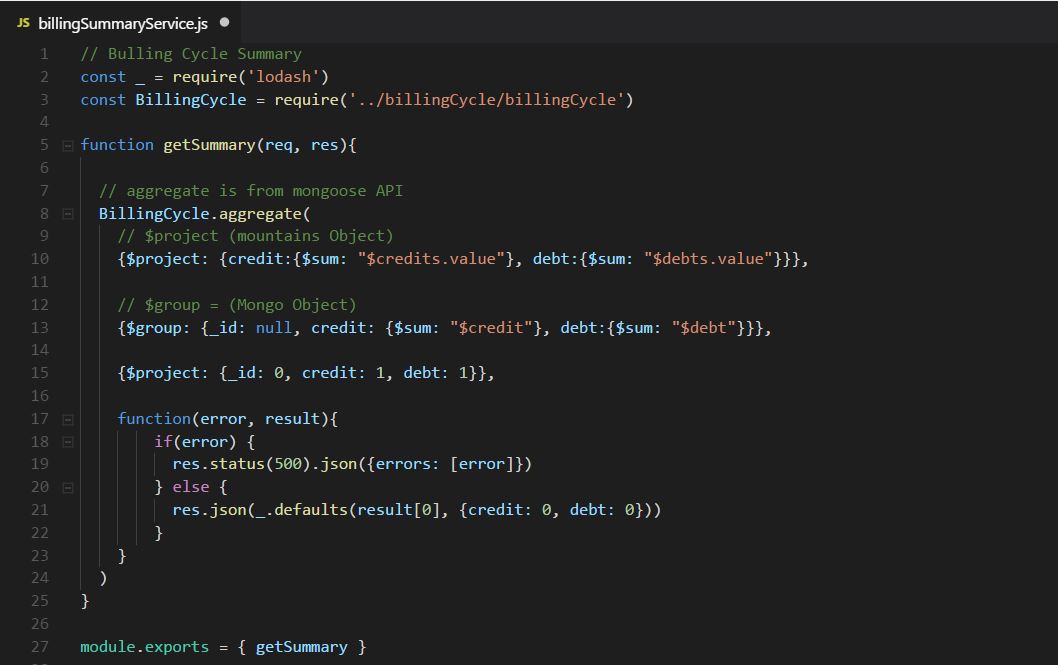 JS billingSummaryService.js ●
1 // Bulling Cycle Summary
2 const _ = require('lodash')
3 const BillingCycle = require('../billingCycle/billingCycle')
4
5 function getSummary(req, res){
6
7 // aggregate is from mongoose API
8 BillingCycle.aggregate(
9 // $project (mountains Object)
10 {$project: {credit:{$sum: "$credits.value"}, debt:{$sum: "$debts.value"}}},
11
12 // $group = (Mongo Object)
13 {$group: {_id: null, credit: {$sum: "$credit"}, debt:{$sum: "$debt"}}},
14
15 {$project: {_id: 0, credit: 1, debt: 1}},
16
17 function(error, result){
18 if(error) {
19 res.status(500).json({errors: [error]})
20 } else {
21 res.json(_.defaults(result[0], {credit: 0, debt: 0}))
22 }
23 }
24 )
25 }
26
27 module.exports = { getSummary }